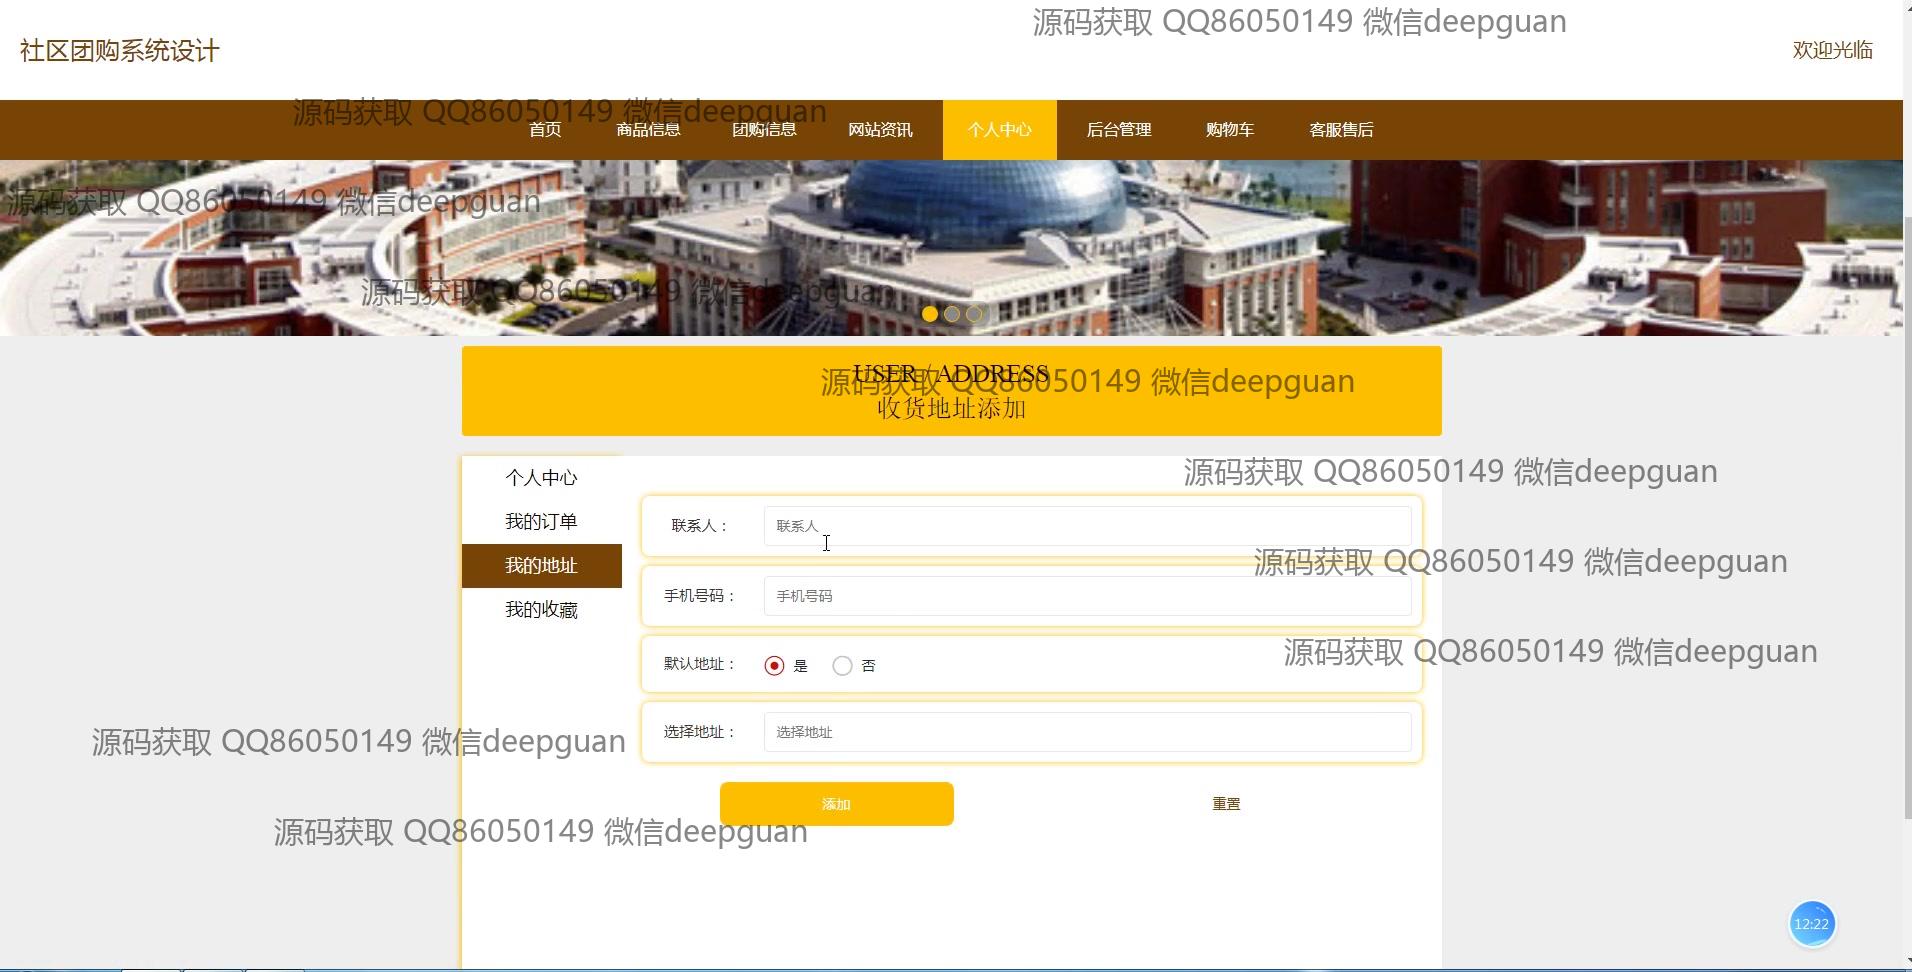 源码获取 QQ86050149 微信deepguan
社区团购系统设计
欢迎光临
源码获取 QQ86050149 微信deepguan
首页 商品信息 团购信息 网站资讯 个人中心 后台管理 购物车 客服售后
源码获取 QQ86050149 微信deepguan
源码获取 QQ86050149 微信deepguan
USER / ADDRESS
源码获取 QQ86050149 微信deepguan
收货地址添加
源码获取 QQ86050149 微信deepguan
个人中心
我的订单
我的地址
我的收藏
联系人： 联系人
源码获取 QQ86050149 微信deepguan
手机号码： 手机号码
源码获取 QQ86050149 微信deepguan
默认地址： 是 否
选择地址： 选择地址
源码获取 QQ86050149 微信deepguan
添加 重置
源码获取 QQ86050149 微信deepguan
12:22